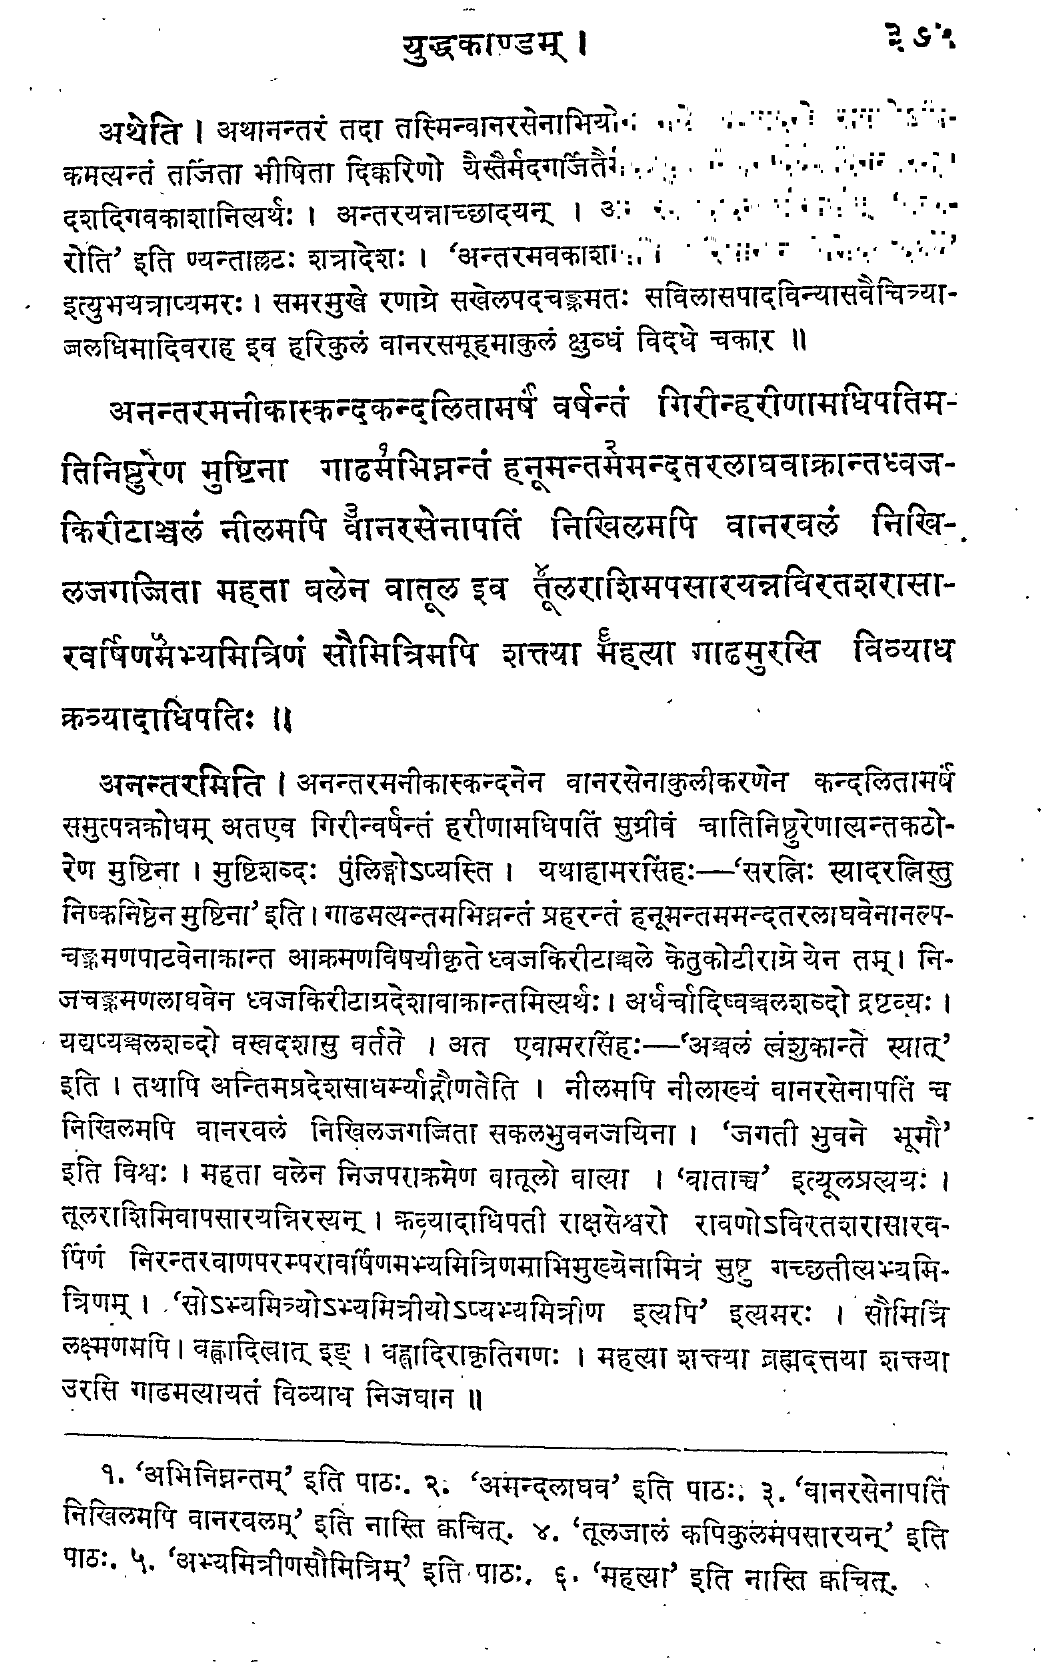 युद्धकाण्डम् ।
३७५
अथेति । अथानन्तरं तदा तस्मिन्वानरसेनाभियो
कमत्यन्तं तर्जिता भीषिता दिक्करिणो यैस्तैर्मदगर्जितै
दशदिगवकाशानित्यर्थः । अन्तरयन्नाच्छादयन् ।
रोति’ इति ण्यन्ताल्लटः शत्रादेशः । ‘अन्तरमवकाशा
इत्युभयत्राप्यमरः । समरमुखे रणाग्रे सखेलपदचङ्क्रमतः सविलासपादविन्यासवैचित्र्या-
जलधिमादिवराह इव हरिकुलं वानरसमूहमाकुलं क्षुब्धं विदधे चकार ॥
अनन्तरमनीकास्कन्दकन्दलितामर्षं वर्षन्तं गिरीन्हरीणामधिपतिम-
तिनिष्ठुरेण मुष्टिना गाढम१भिघ्नन्तं हनूमन्तम२मन्दतरलाघवाक्रान्तध्वज-
किरीटाञ्चलं नीलमपि ३वानरसेनापतिं निखिलमपि वानरबलं निखि-
लजगज्जिता महता बलेन वातूल इव ४तूलराशिमपसारयन्नविरतशरासा-
रवर्षिणम५भ्यमित्रिणं सौमित्रिमपि शक्त्या ६महत्या गाढमुरसि विव्याध
क्रव्यादाधिपतिः ॥
अनन्तरमिति । अनन्तरमनीकास्कन्दनेन वानरसेनाकुलीकरणेन कन्दलितामर्षं
समुत्पन्नक्रोधम् अतएव गिरीन्वर्षन्तं हरीणामधिपतिं सुग्रीवं चातिनिष्ठुरेणात्यन्तकठो-
रेण मुष्टिना । मुष्टिशब्दः पुंलिङ्गोऽप्यस्ति । यथाहामरसिंहः—‘सरत्निः स्यादरत्निस्तु
निष्कनिष्ठेन मुष्टिना’ इति । गाढमत्यन्तमभिघ्नन्तं प्रहरन्तं हनूमन्तममन्दतरलाघवेनानल्प-
चङ्क्रमणपाटवेनाक्रान्त आक्रमणविषयीकृते ध्वजकिरीटाञ्चले केतुकोटीराग्रे येन तम् । नि-
जचङ्क्रमणलाघवेन ध्वजकिरीटाग्रदेशावाक्रान्तमित्यर्थः । अर्धर्चादिष्वञ्चलशब्दो द्रष्टव्यः ।
यद्यप्यञ्चलशब्दो वस्त्रदशासु वर्तते । अत एवामरसिंहः—‘अञ्चलं त्वंशुकान्ते स्यात्’
इति । तथापि अन्तिमप्रदेशसाधर्म्याद्गौणतेति । नीलमपि नीलाख्यं वानरसेनापतिं च
निखिलमपि वानरबलं निखिलजगज्जिता सकलभुवनजयिना । ‘जगती भुवने भूमौ’
इति विश्वः । महता बलेन निजपराक्रमेण वातूलो वात्या । ‘वाताच्च’ इत्यूलप्रत्ययः ।
तूलराशिमिवापसारयन्निरस्यन् । क्रव्यादाधिपती राक्षसेश्वरो रावणोऽविरतशरासारव-
र्षिणं निरन्तरबाणपरम्परावर्षिणमभ्यमित्रिणमाभिमुख्येनामित्रं सुष्ठु गच्छतीत्यभ्यमि-
त्रिणम् । ‘सोऽभ्यमित्र्योऽभ्यमित्रीयोऽप्यभ्यमित्रीण इत्यपि’ इत्यमरः । सौमित्रिं
लक्ष्मणमपि । बह्वादित्वात् इङ् । बह्वादिराकृतिगणः । महत्या शक्त्या ब्रह्मदत्तया शक्त्या
उरसि गाढमत्यायतं विव्याध निजघान ॥
१. ‘अभिनिघ्नन्तम्’ इति पाठः. २. ‘अमन्दलाघव’ इति पाठः. ३. ‘वानरसेनापतिं
निखिलमपि वानरबलम्’ इति नास्ति क्वचित्. ४. ‘तूलजालं कपिकुलमपसारयन्’ इति
पाठः. ५. ‘अभ्यमित्रीणसौमित्रिम्’ इति पाठः. ६. ‘महत्या’ इति नास्ति क्वचित्.